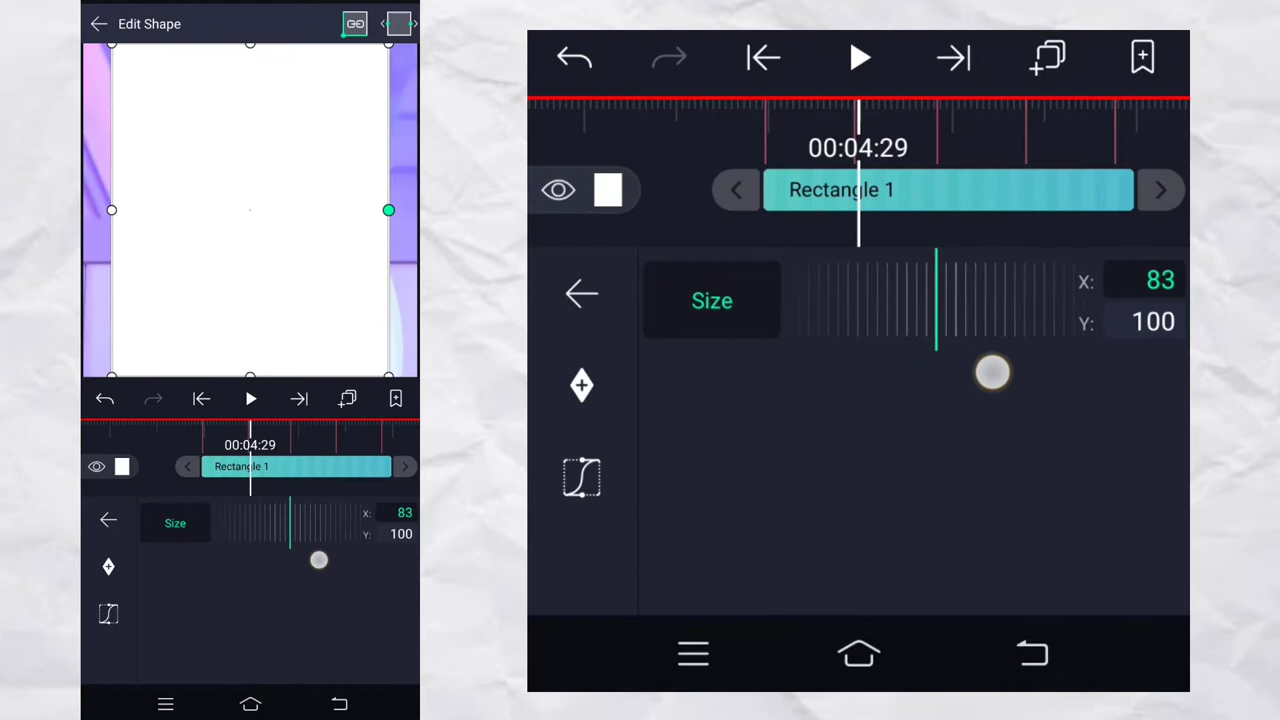 Edit Shape
00:04:29
Rectangle 1
Size
X: 83
Y: 100
00:04:29
Rectangle 1
Size
X: 83
Y: 100